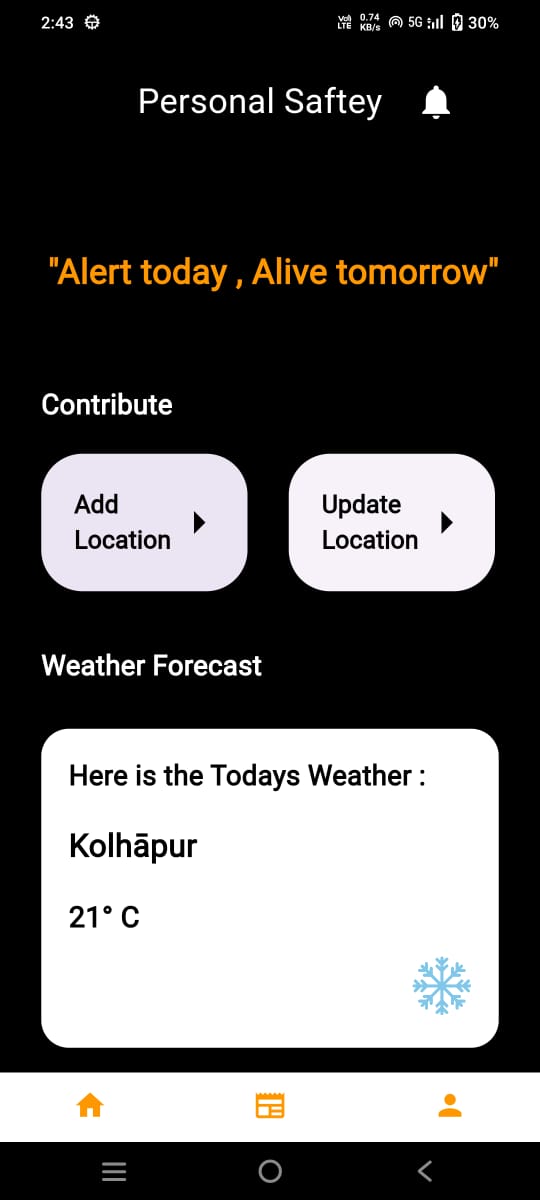 2:43 Vo) LTE 0.74 KB/s 5G 30%
Personal Saftey
"Alert today , Alive tomorrow"
Contribute
Add
Location
Update
Location
Weather Forecast
Here is the Todays Weather :
Kolhāpur
21° C